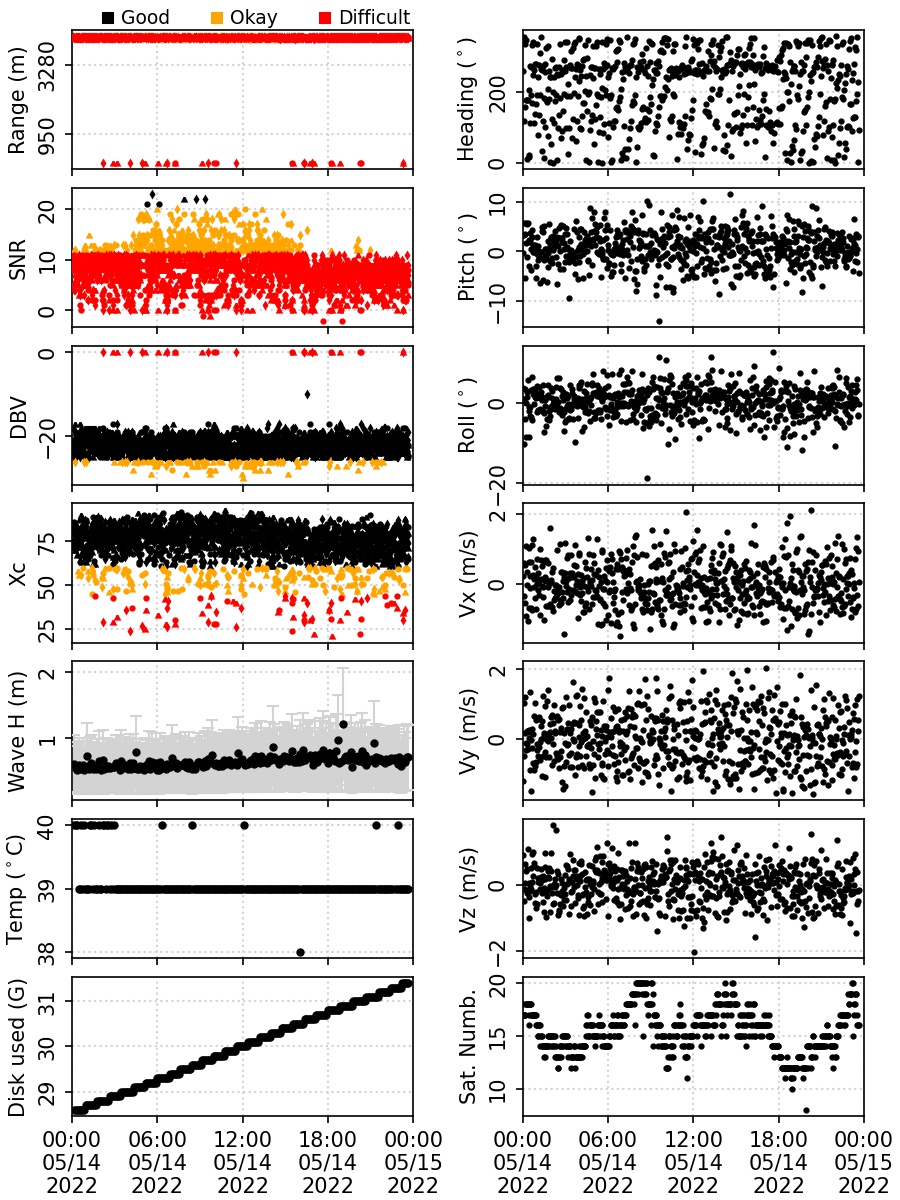 Good Okay Difficult
Range (m)
3280
950
SNR
20
10
0
DBV
0
−20
Xc
75
50
25
Wave H (m)
2
1
Temp (°C)
40
39
38
Disk used (G)
31
30
29
00:00 06:00 12:00 18:00 00:00
05/14 05/14 05/14 05/14 05/15
2022 2022 2022 2022 2022
Heading (°)
200
0
Pitch (°)
10
0
−10
Roll (°)
0
−20
Vx (m/s)
2
0
Vy (m/s)
2
0
Vz (m/s)
0
−2
Sat. Numb.
20
15
10
00:00 06:00 12:00 18:00 00:00
05/14 05/14 05/14 05/14 05/15
2022 2022 2022 2022 2022